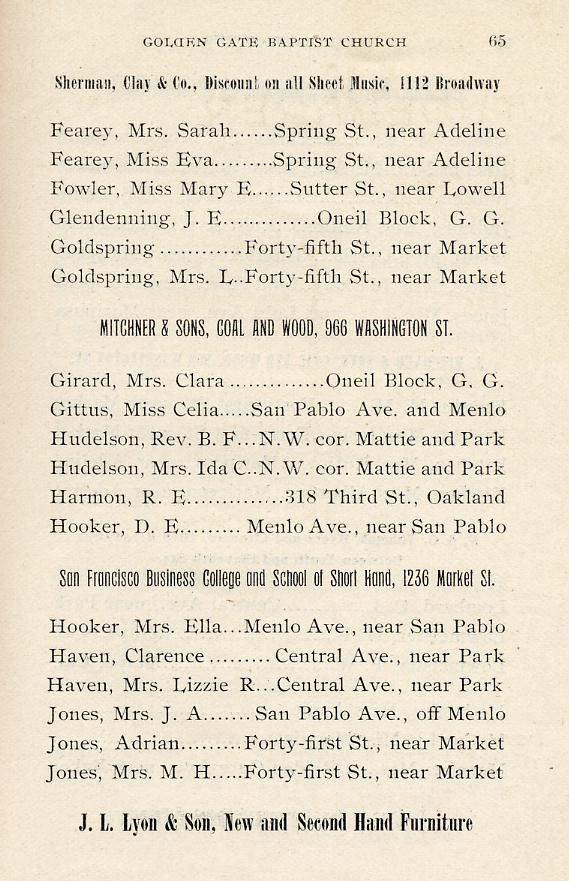 GOLDEN GATE BAPTIST CHURCH 65
Sherman, Clay & Co., Discount on all Sheet Music, 1112 Broadway
Fearey, Mrs. Sarah......Spring St., near Adeline
Fearey, Miss Eva.........Spring St., near Adeline
Fowler, Miss Mary E......Sutter St., near Lowell
Glendenning, J. E..............Oneil Block, G. G.
Goldspring ............Forty-fifth St., near Market
Goldspring, Mrs. L..Forty-fifth St., near Market
MITCHNER & SONS, COAL AND WOOD, 966 WASHINGTON ST.
Girard, Mrs. Clara ..............Oneil Block, G. G.
Gittus, Miss Celia.....San Pablo Ave. and Menlo
Hudelson, Rev. B. F...N.W. cor. Mattie and Park
Hudelson, Mrs. Ida C..N.W. cor. Mattie and Park
Harmon, R. E..............318 Third St., Oakland
Hooker, D. E......... Menlo Ave., near San Pablo
San Francisco Business College and School of Short Hand, 1236 Market St.
Hooker, Mrs. Ella...Menlo Ave., near San Pablo
Haven, Clarence ......... Central Ave., near Park
Haven, Mrs. Lizzie R...Central Ave., near Park
Jones, Mrs. J. A....... San Pablo Ave., off Menlo
Jones, Adrian.........Forty-first St., near Market
Jones, Mrs. M. H.....Forty-first St., near Market
J. L. Lyon & Son, New and Second Hand Furniture